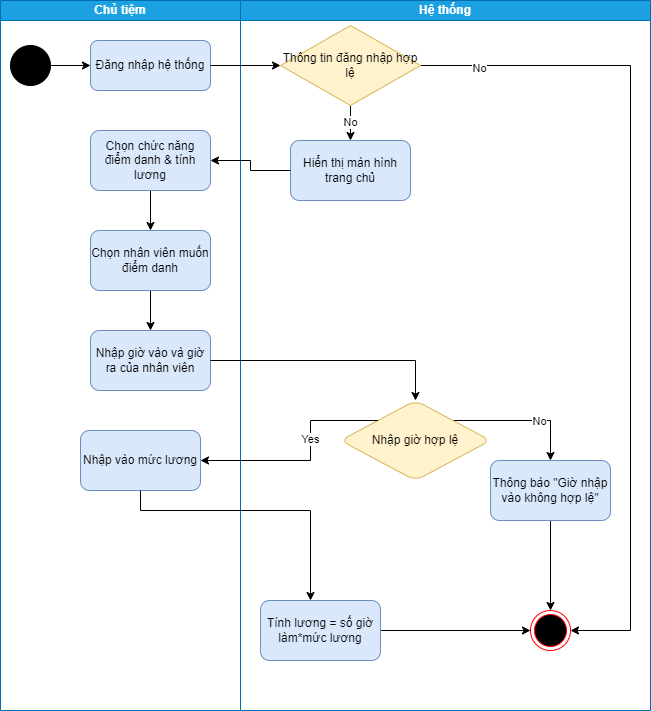 Chủ tiệm
Hệ thống
Đăng nhập hệ thống
Thông tin đăng nhập hợp
lệ
No
No
Chọn chức năng
điểm danh & tính
lương
Hiển thị màn hình
trang chủ
Chọn nhân viên muốn
điểm danh
Nhập giờ vào và giờ
ra của nhân viên
Nhập giờ hợp lệ
Yes
No
Nhập vào mức lương
Thông báo "Giờ nhập
vào không hợp lệ"
Tính lương = số giờ
làm*mức lương